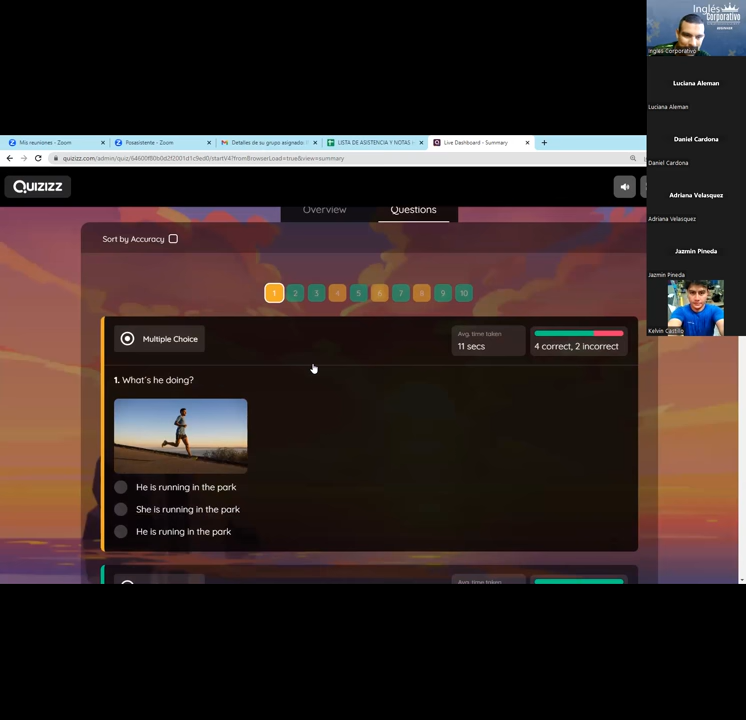 Inglés
Corporativo
Inglés Corporativo
Luciana Aleman
Luciana Aleman
Daniel Cardona
Daniel Cardona
Adriana Velasquez
Adriana Velasquez
Jazmin Pineda
Jazmin Pineda
Kelvin Castillo
Mis reuniones - Zoom
Posasistente - Zoom
Detalles de su grupo asignado
LISTA DE ASISTENCIA Y NOTAS
Live Dashboard - Summary
QUIZIZZ
Overview
Questions
Sort by Accuracy
1 2 3 4 5 6 7 8 9 10
Multiple Choice
Avg. time taken
11 secs
4 correct, 2 incorrect
1. What´s he doing?
He is running in the park
She is running in the park
He is runing in the park
Avg. time taken